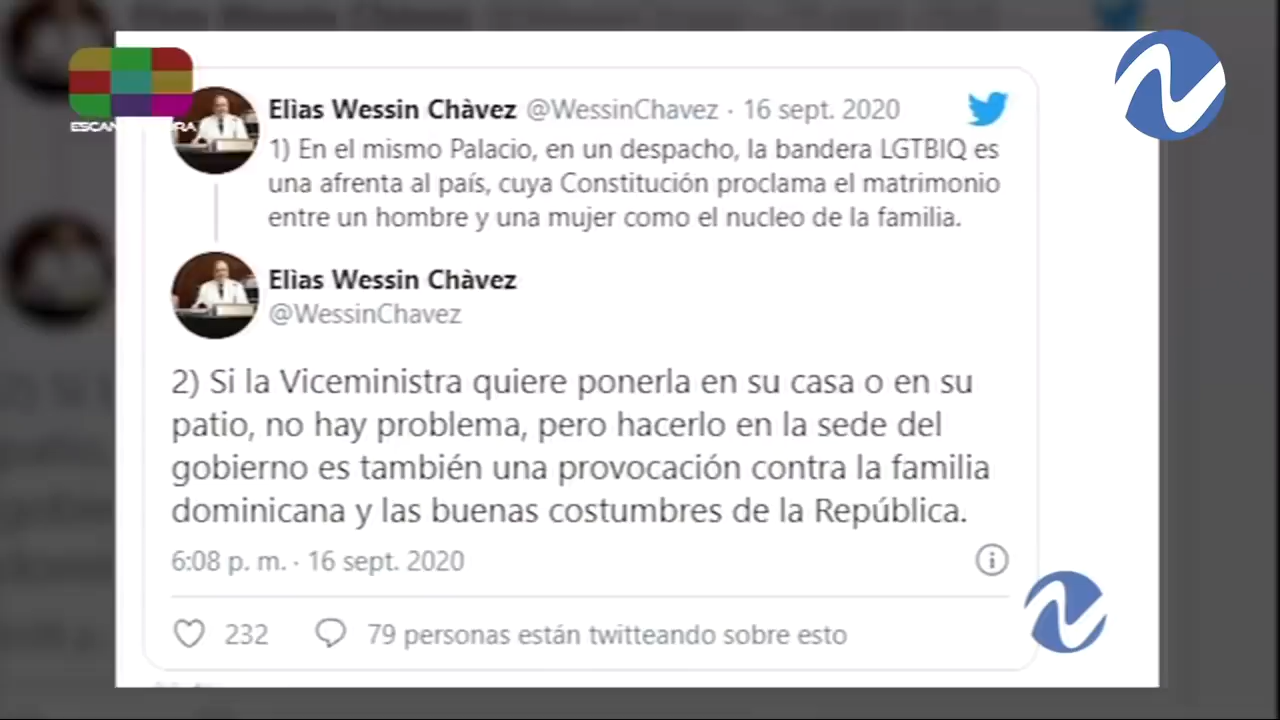 Elìas Wessin Chàvez @WessinChavez · 16 sept. 2020
1) En el mismo Palacio, en un despacho, la bandera LGTBIQ es
una afrenta al país, cuya Constitución proclama el matrimonio
entre un hombre y una mujer como el nucleo de la familia.
Elìas Wessin Chàvez
@WessinChavez
2) Si la Viceministra quiere ponerla en su casa o en su
patio, no hay problema, pero hacerlo en la sede del
gobierno es también una provocación contra la familia
dominicana y las buenas costumbres de la República.
6:08 p. m. · 16 sept. 2020
232 79 personas están twitteando sobre esto